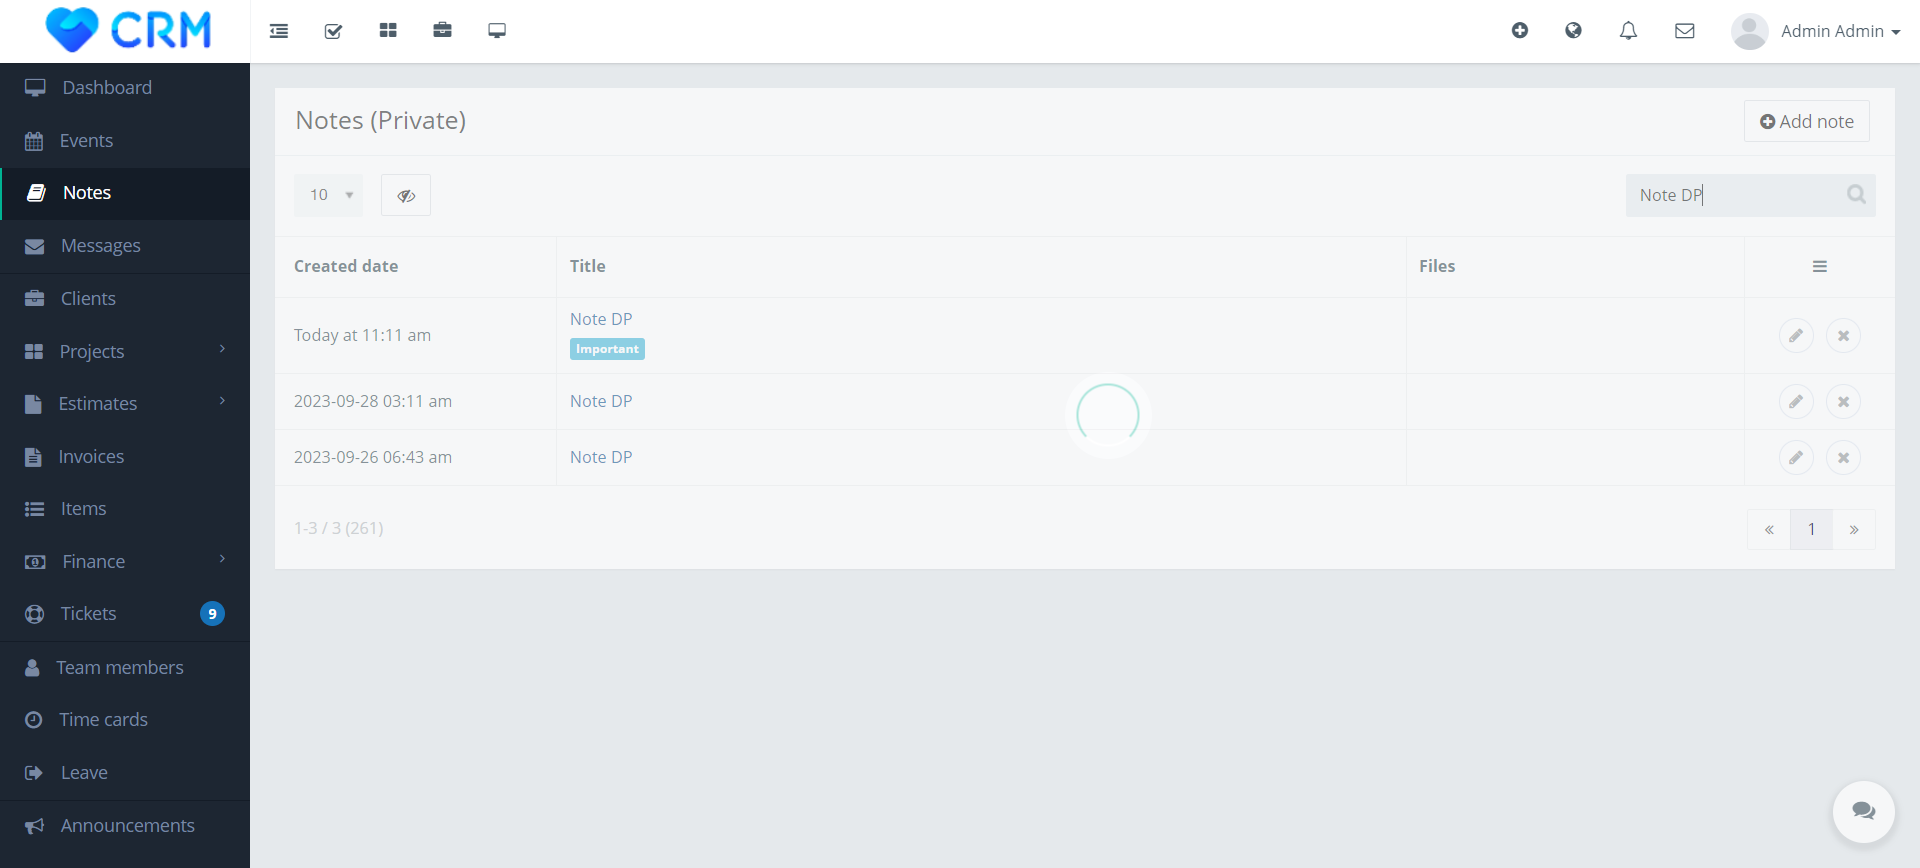 CRM
Admin Admin
Dashboard
Events
Notes
Messages
Clients
Projects
Estimates
Invoices
Items
Finance
Tickets 9
Team members
Time cards
Leave
Announcements
Notes (Private)
Add note
10
Note DP
Created date Title Files
Today at 11:11 am Note DP
Important
2023-09-28 03:11 am Note DP
2023-09-26 06:43 am Note DP
1-3 / 3 (261)
« 1 »